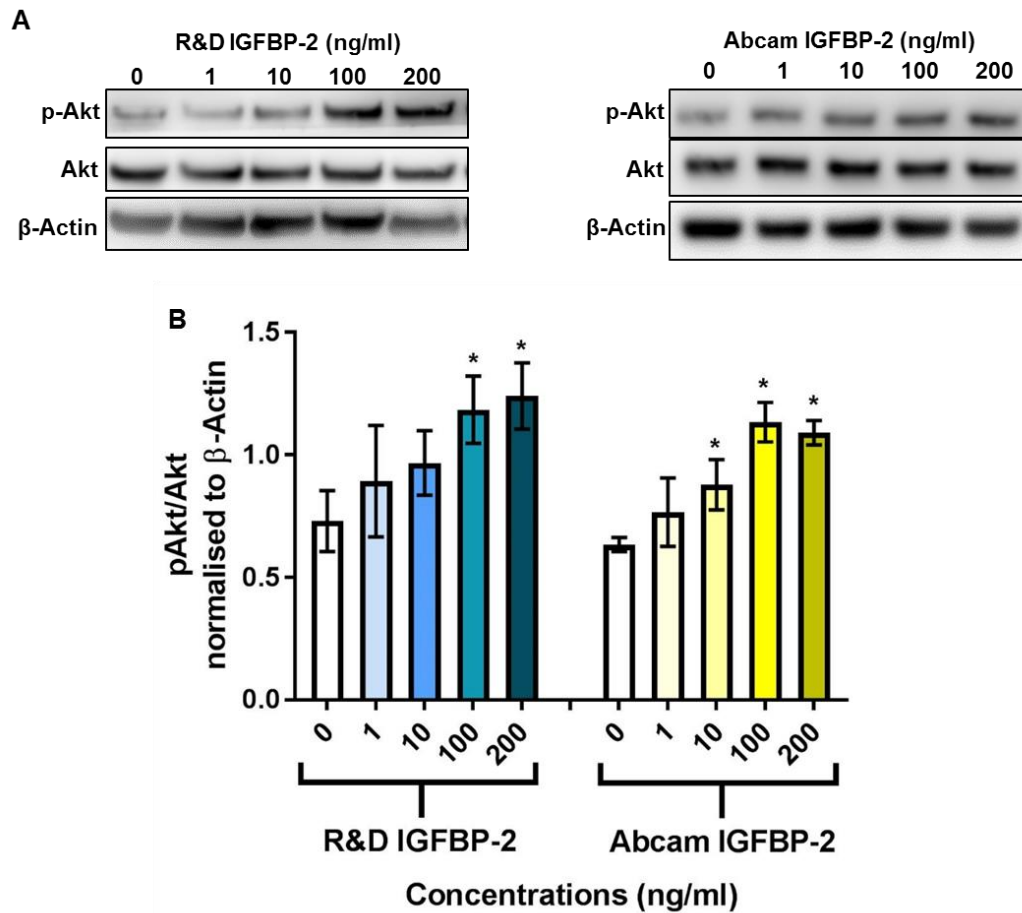 A
R&D IGFBP-2 (ng/ml)
0 1 10 100 200
p-Akt
Akt
β-Actin
Abcam IGFBP-2 (ng/ml)
0 1 10 100 200
p-Akt
Akt
β-Actin
B
pAkt/Akt
normalised to β-Actin
1.5
1.0
0.5
0.0
* *
* * *
0 1 10 100 200
0 1 10 100 200
R&D IGFBP-2
Abcam IGFBP-2
Concentrations (ng/ml)